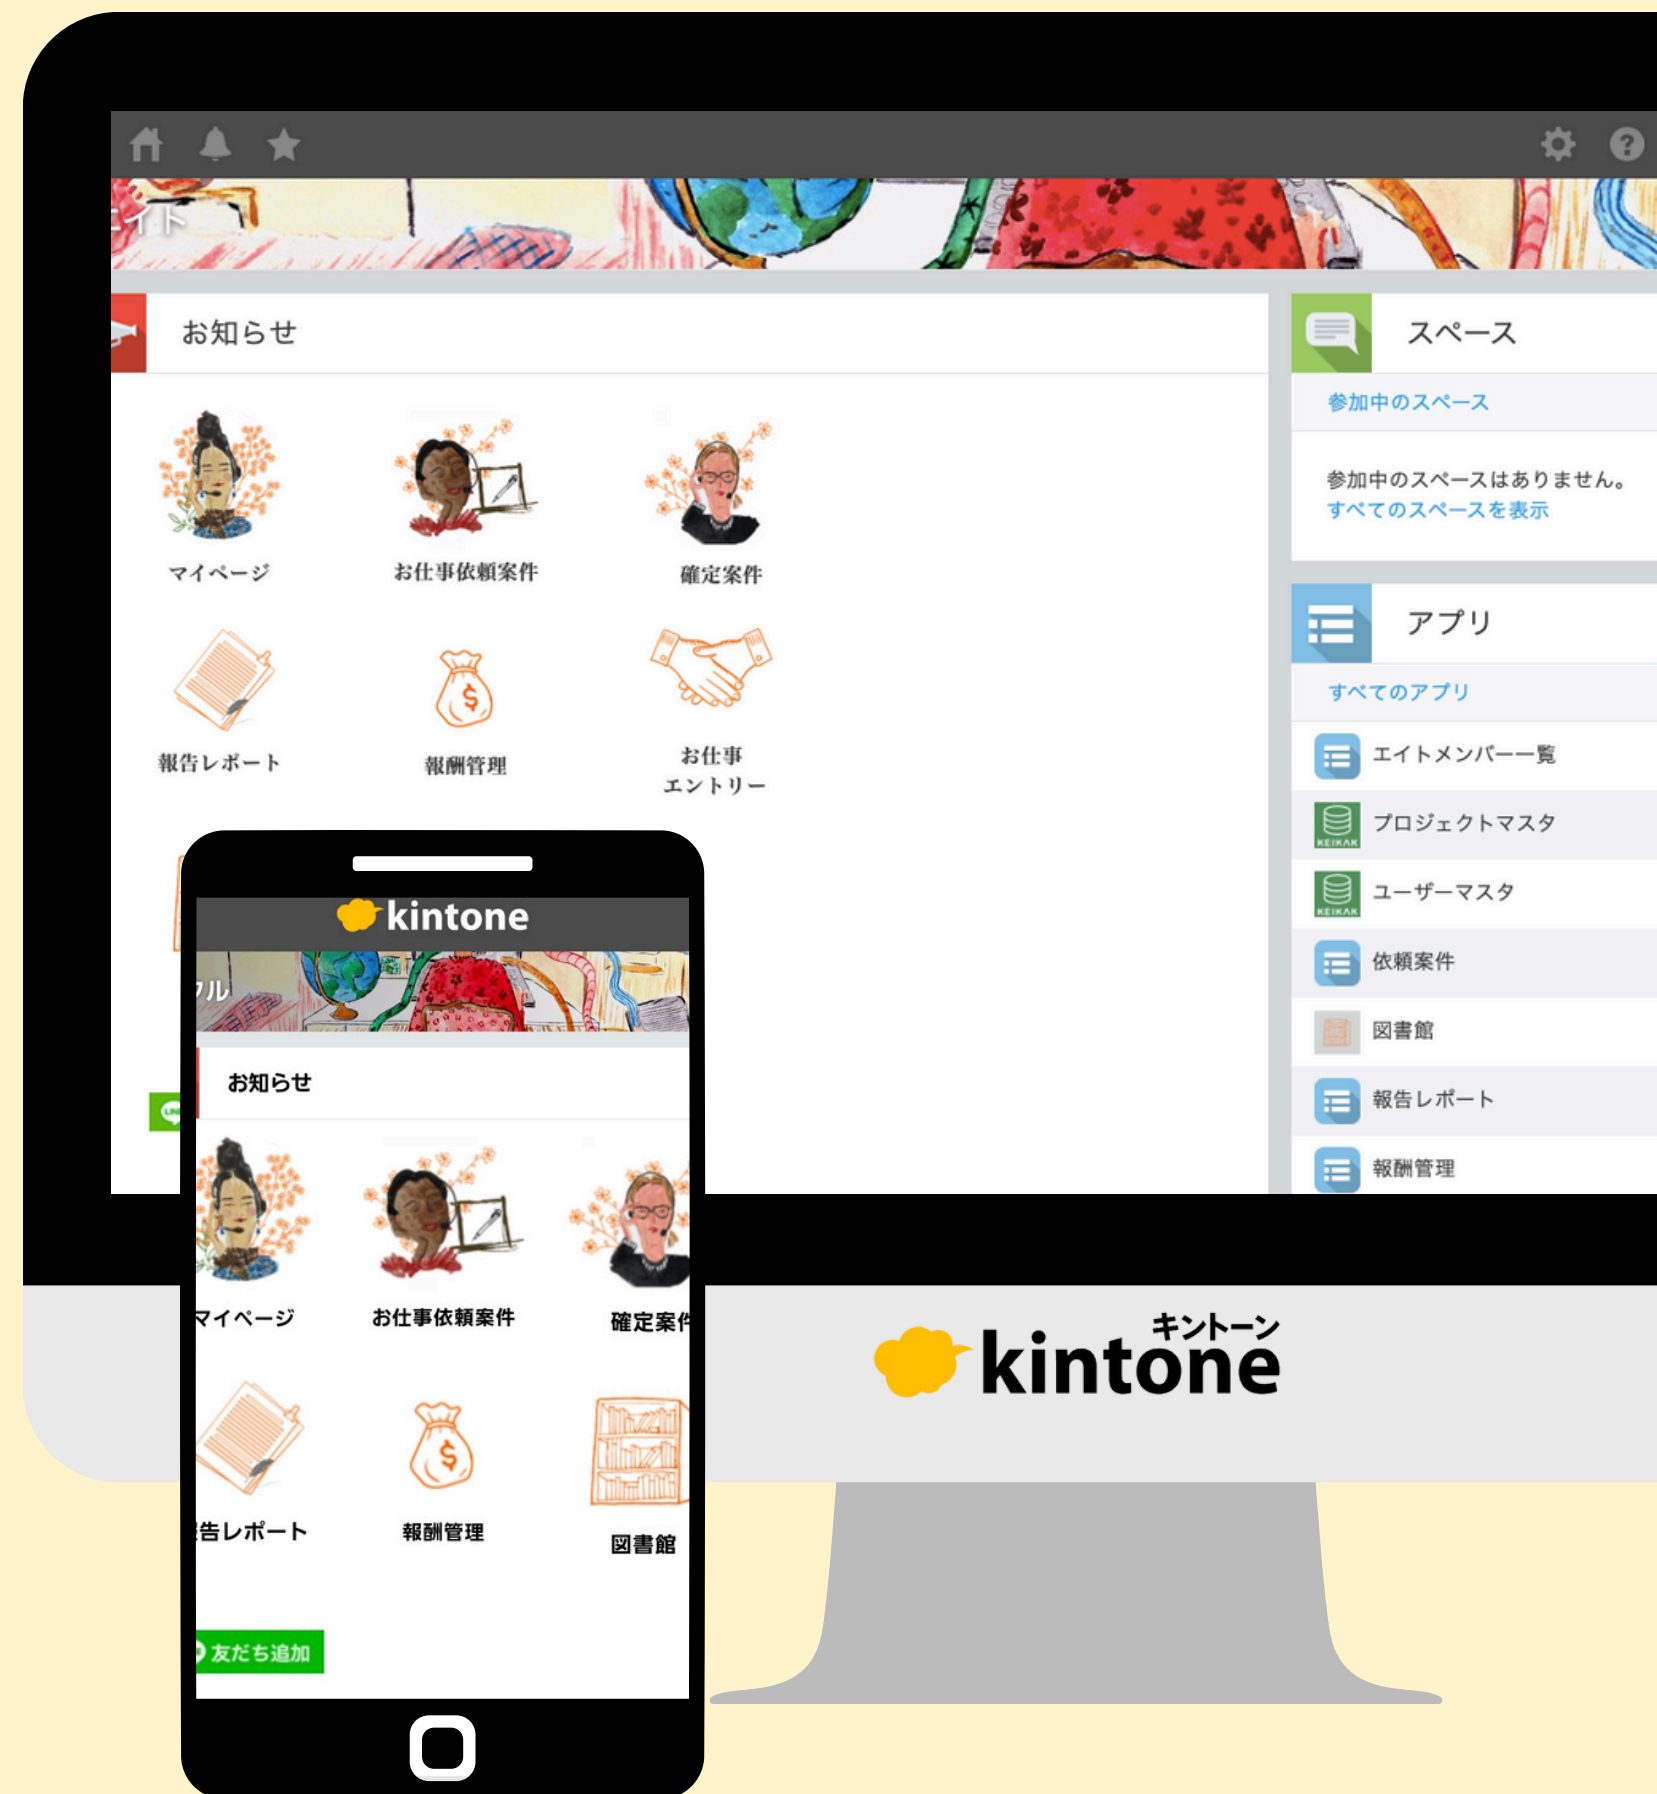 エイト
お知らせ
マイページ
お仕事依頼案件
確定案件
報告レポート
報酬管理
お仕事
エントリー
スペース
参加中のスペース
参加中のスペースはありません。
すべてのスペースを表示
アプリ
すべてのアプリ
エイトメンバー一覧
KEIKAK
プロジェクトマスタ
KEIKAK
ユーザーマスタ
依頼案件
図書館
報告レポート
報酬管理
kintone
お知らせ
マイページ
お仕事依頼案件
確定案件
告レポート
報酬管理
図書館
友だち追加
キントーン
kintone